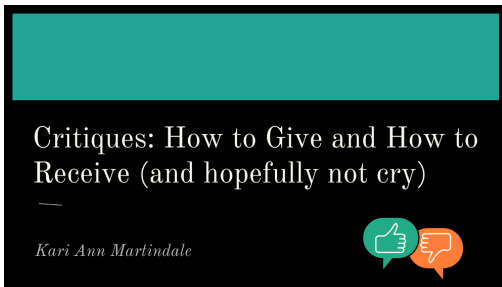 Critiques: How to Give and How to
Receive (and hopefully not cry)
Kari Ann Martindale